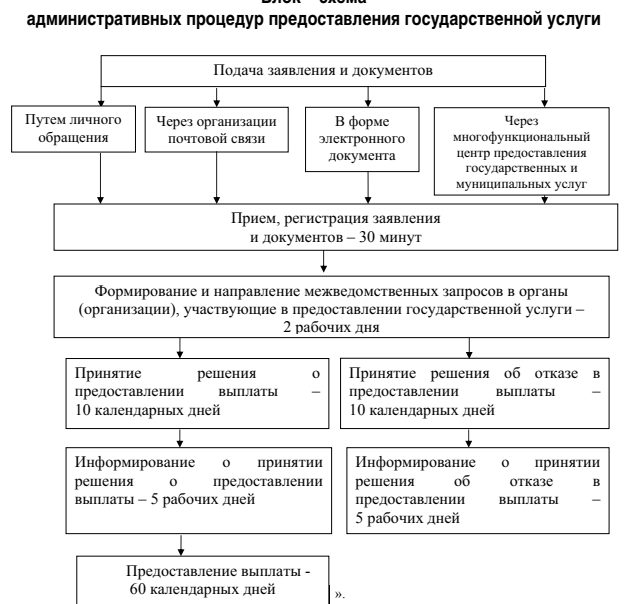 Блок – схема
административных процедур предоставления государственной услуги
Подача заявления и документов
Путем личного
обращения
Через организации
почтовой связи
В форме
электронного
документа
Через
многофункциональный
центр предоставления
государственных и
муниципальных услуг
Прием, регистрация заявления
и документов – 30 минут
Формирование и направление межведомственных запросов в органы
(организации), участвующие в предоставлении государственной услуги –
2 рабочих дня
Принятие решения о
предоставлении выплаты –
10 календарных дней
Принятие решения об отказе в
предоставлении выплаты –
10 календарных дней
Информирование о принятии
решения о предоставлении
выплаты – 5 рабочих дней
Информирование о принятии
решения об отказе в
предоставлении выплаты –
5 рабочих дней
Предоставление выплаты -
60 календарных дней
».